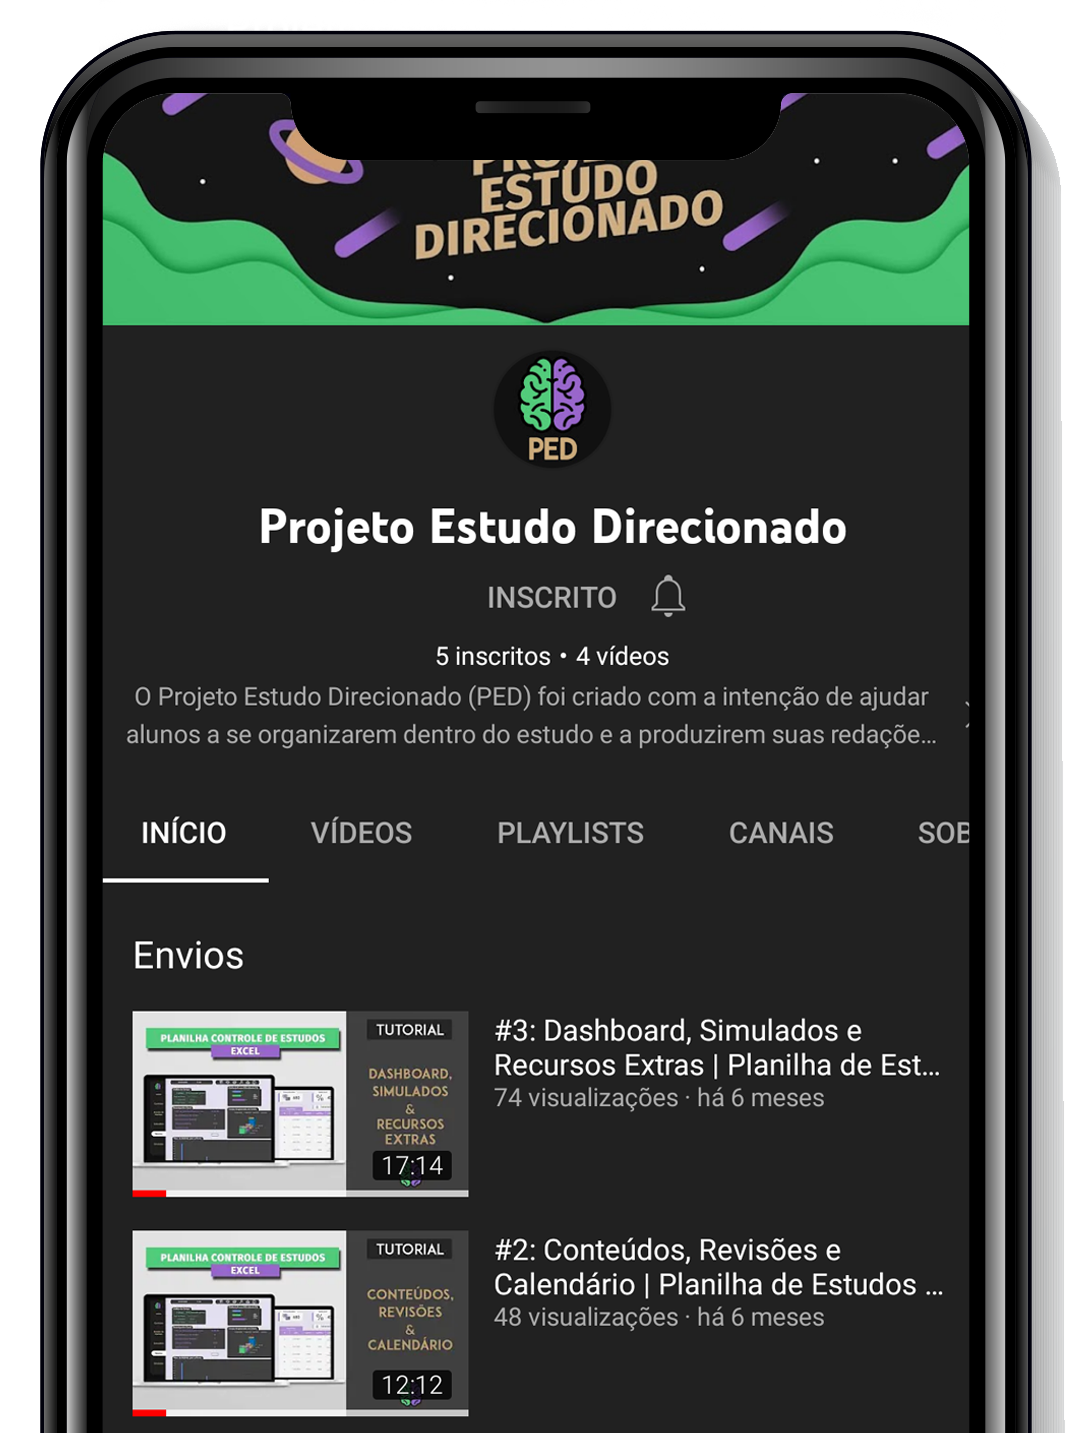 ESTUDO
DIRECIONADO
PED
Projeto Estudo Direcionado
INSCRITO
5 inscritos • 4 vídeos
O Projeto Estudo Direcionado (PED) foi criado com a intenção de ajudar
alunos a se organizarem dentro do estudo e a produzirem suas redaçõe...
INÍCIO VÍDEOS PLAYLISTS CANAIS SOB
Envios
PLANILHA CONTROLE DE ESTUDOS
EXCEL
TUTORIAL
DASHBOARD,
SIMULADOS
&
RECURSOS
EXTRAS
17:14
#3: Dashboard, Simulados e
Recursos Extras | Planilha de Est...
74 visualizações · há 6 meses
PLANILHA CONTROLE DE ESTUDOS
EXCEL
TUTORIAL
CONTEÚDOS,
REVISÕES
&
CALENDÁRIO
12:12
#2: Conteúdos, Revisões e
Calendário | Planilha de Estudos ...
48 visualizações · há 6 meses